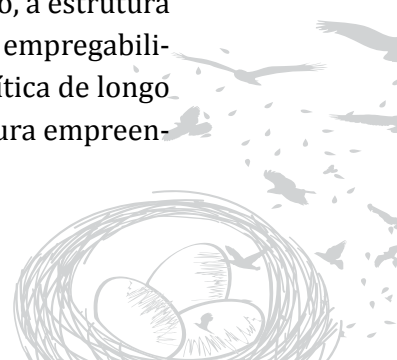 o, a estrutura
empregabili-
ítica de longo
ura empreen-